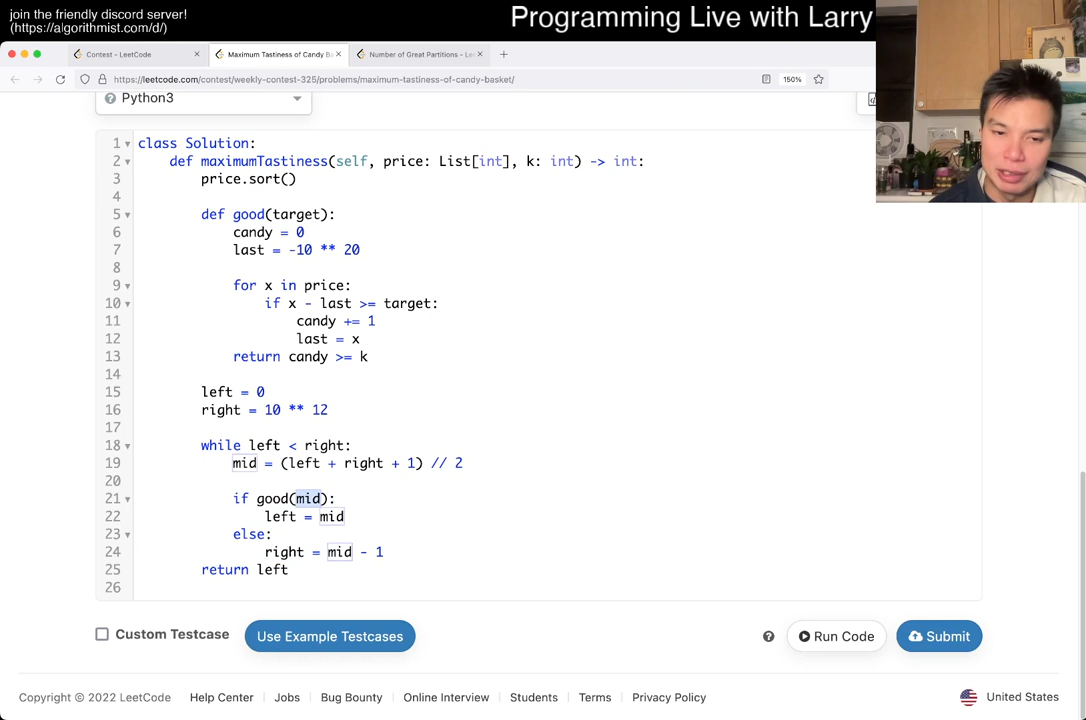 join the friendly discord server!
(https://algorithmist.com/d/)
Programming Live with Larry
Contest - LeetCode
Maximum Tastiness of Candy Ba
Number of Great Partitions - Le
https://leetcode.com/contest/weekly-contest-325/problems/maximum-tastiness-of-candy-basket/
150%
Python3
1 class Solution:
2 def maximumTastiness(self, price: List[int], k: int) -> int:
3 price.sort()
4
5 def good(target):
6 candy = 0
7 last = -10 ** 20
8
9 for x in price:
10 if x - last >= target:
11 candy += 1
12 last = x
13 return candy >= k
14
15 left = 0
16 right = 10 ** 12
17
18 while left < right:
19 mid = (left + right + 1) // 2
20
21 if good(mid):
22 left = mid
23 else:
24 right = mid - 1
25 return left
26
Custom Testcase
Use Example Testcases
Run Code
Submit
Copyright © 2022 LeetCode
Help Center
Jobs
Bug Bounty
Online Interview
Students
Terms
Privacy Policy
United States